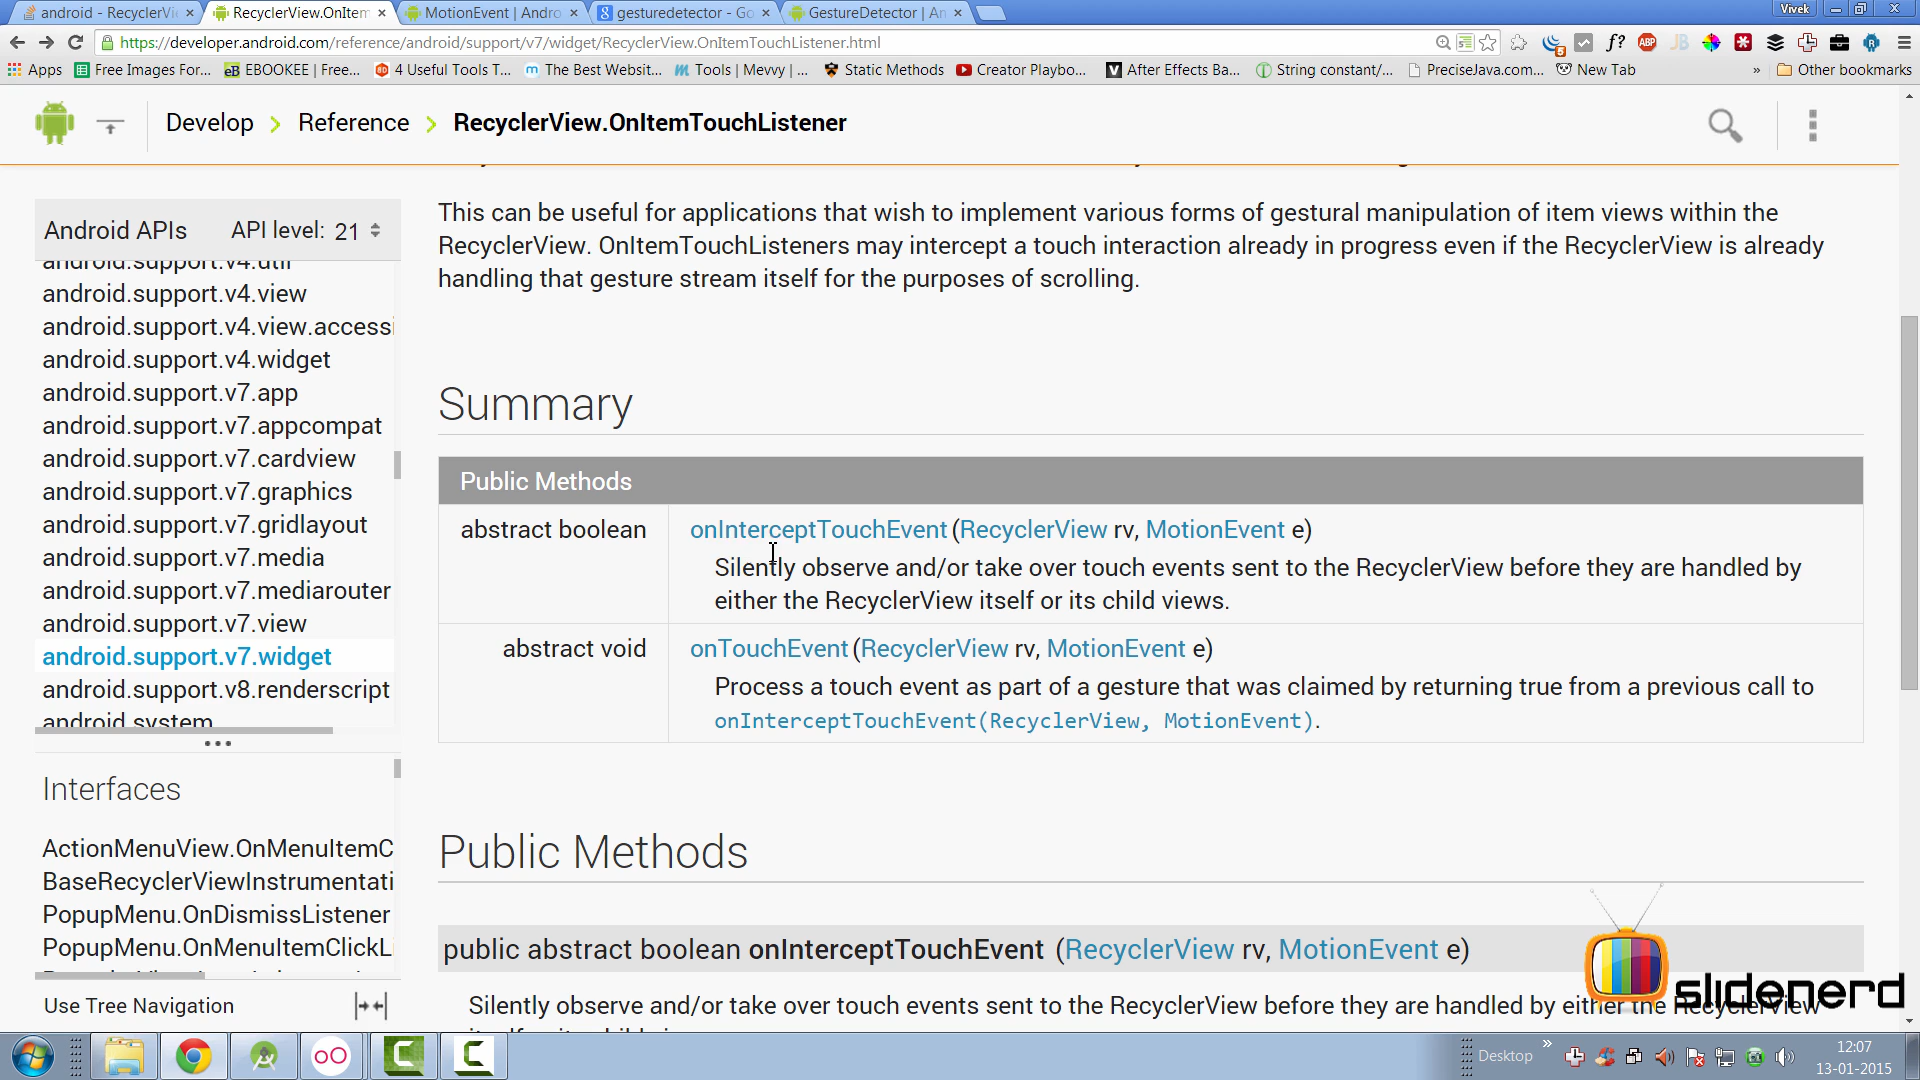 android - RecyclerV
RecyclerView.OnItem
MotionEvent | Andro
gesturedetector - Go
GestureDetector | An
Vivek
https://developer.android.com/reference/android/support/v7/widget/RecyclerView.OnItemTouchListener.html
Apps
Free Images For...
EBOOKEE | Free...
4 Useful Tools T...
The Best Websit...
Tools | Mevvy | ...
Static Methods
Creator Playbo...
After Effects Ba...
String constant/...
PreciseJava.com...
New Tab
»
Other bookmarks
Develop > Reference > RecyclerView.OnItemTouchListener
Android APIs
API level: 21
android.support.v4.util
android.support.v4.view
android.support.v4.view.accessi
android.support.v4.widget
android.support.v7.app
android.support.v7.appcompat
android.support.v7.cardview
android.support.v7.graphics
android.support.v7.gridlayout
android.support.v7.media
android.support.v7.mediarouter
android.support.v7.view
android.support.v7.widget
android.support.v8.renderscript
android.system
Interfaces
ActionMenuView.OnMenuItemC
BaseRecyclerViewInstrumentati
PopupMenu.OnDismissListener
PopupMenu.OnMenuItemClickLi
Use Tree Navigation
This can be useful for applications that wish to implement various forms of gestural manipulation of item views within the
RecyclerView. OnItemTouchListeners may intercept a touch interaction already in progress even if the RecyclerView is already
handling that gesture stream itself for the purposes of scrolling.
Summary
Public Methods
abstract boolean
onInterceptTouchEvent (RecyclerView rv, MotionEvent e)
Silently observe and/or take over touch events sent to the RecyclerView before they are handled by
either the RecyclerView itself or its child views.
abstract void
onTouchEvent (RecyclerView rv, MotionEvent e)
Process a touch event as part of a gesture that was claimed by returning true from a previous call to
onInterceptTouchEvent(RecyclerView, MotionEvent).
Public Methods
public abstract boolean onInterceptTouchEvent (RecyclerView rv, MotionEvent e)
Silently observe and/or take over touch events sent to the RecyclerView before they are handled by either the RecyclerView
slidenerd
Desktop
»
12:07
13-01-2015